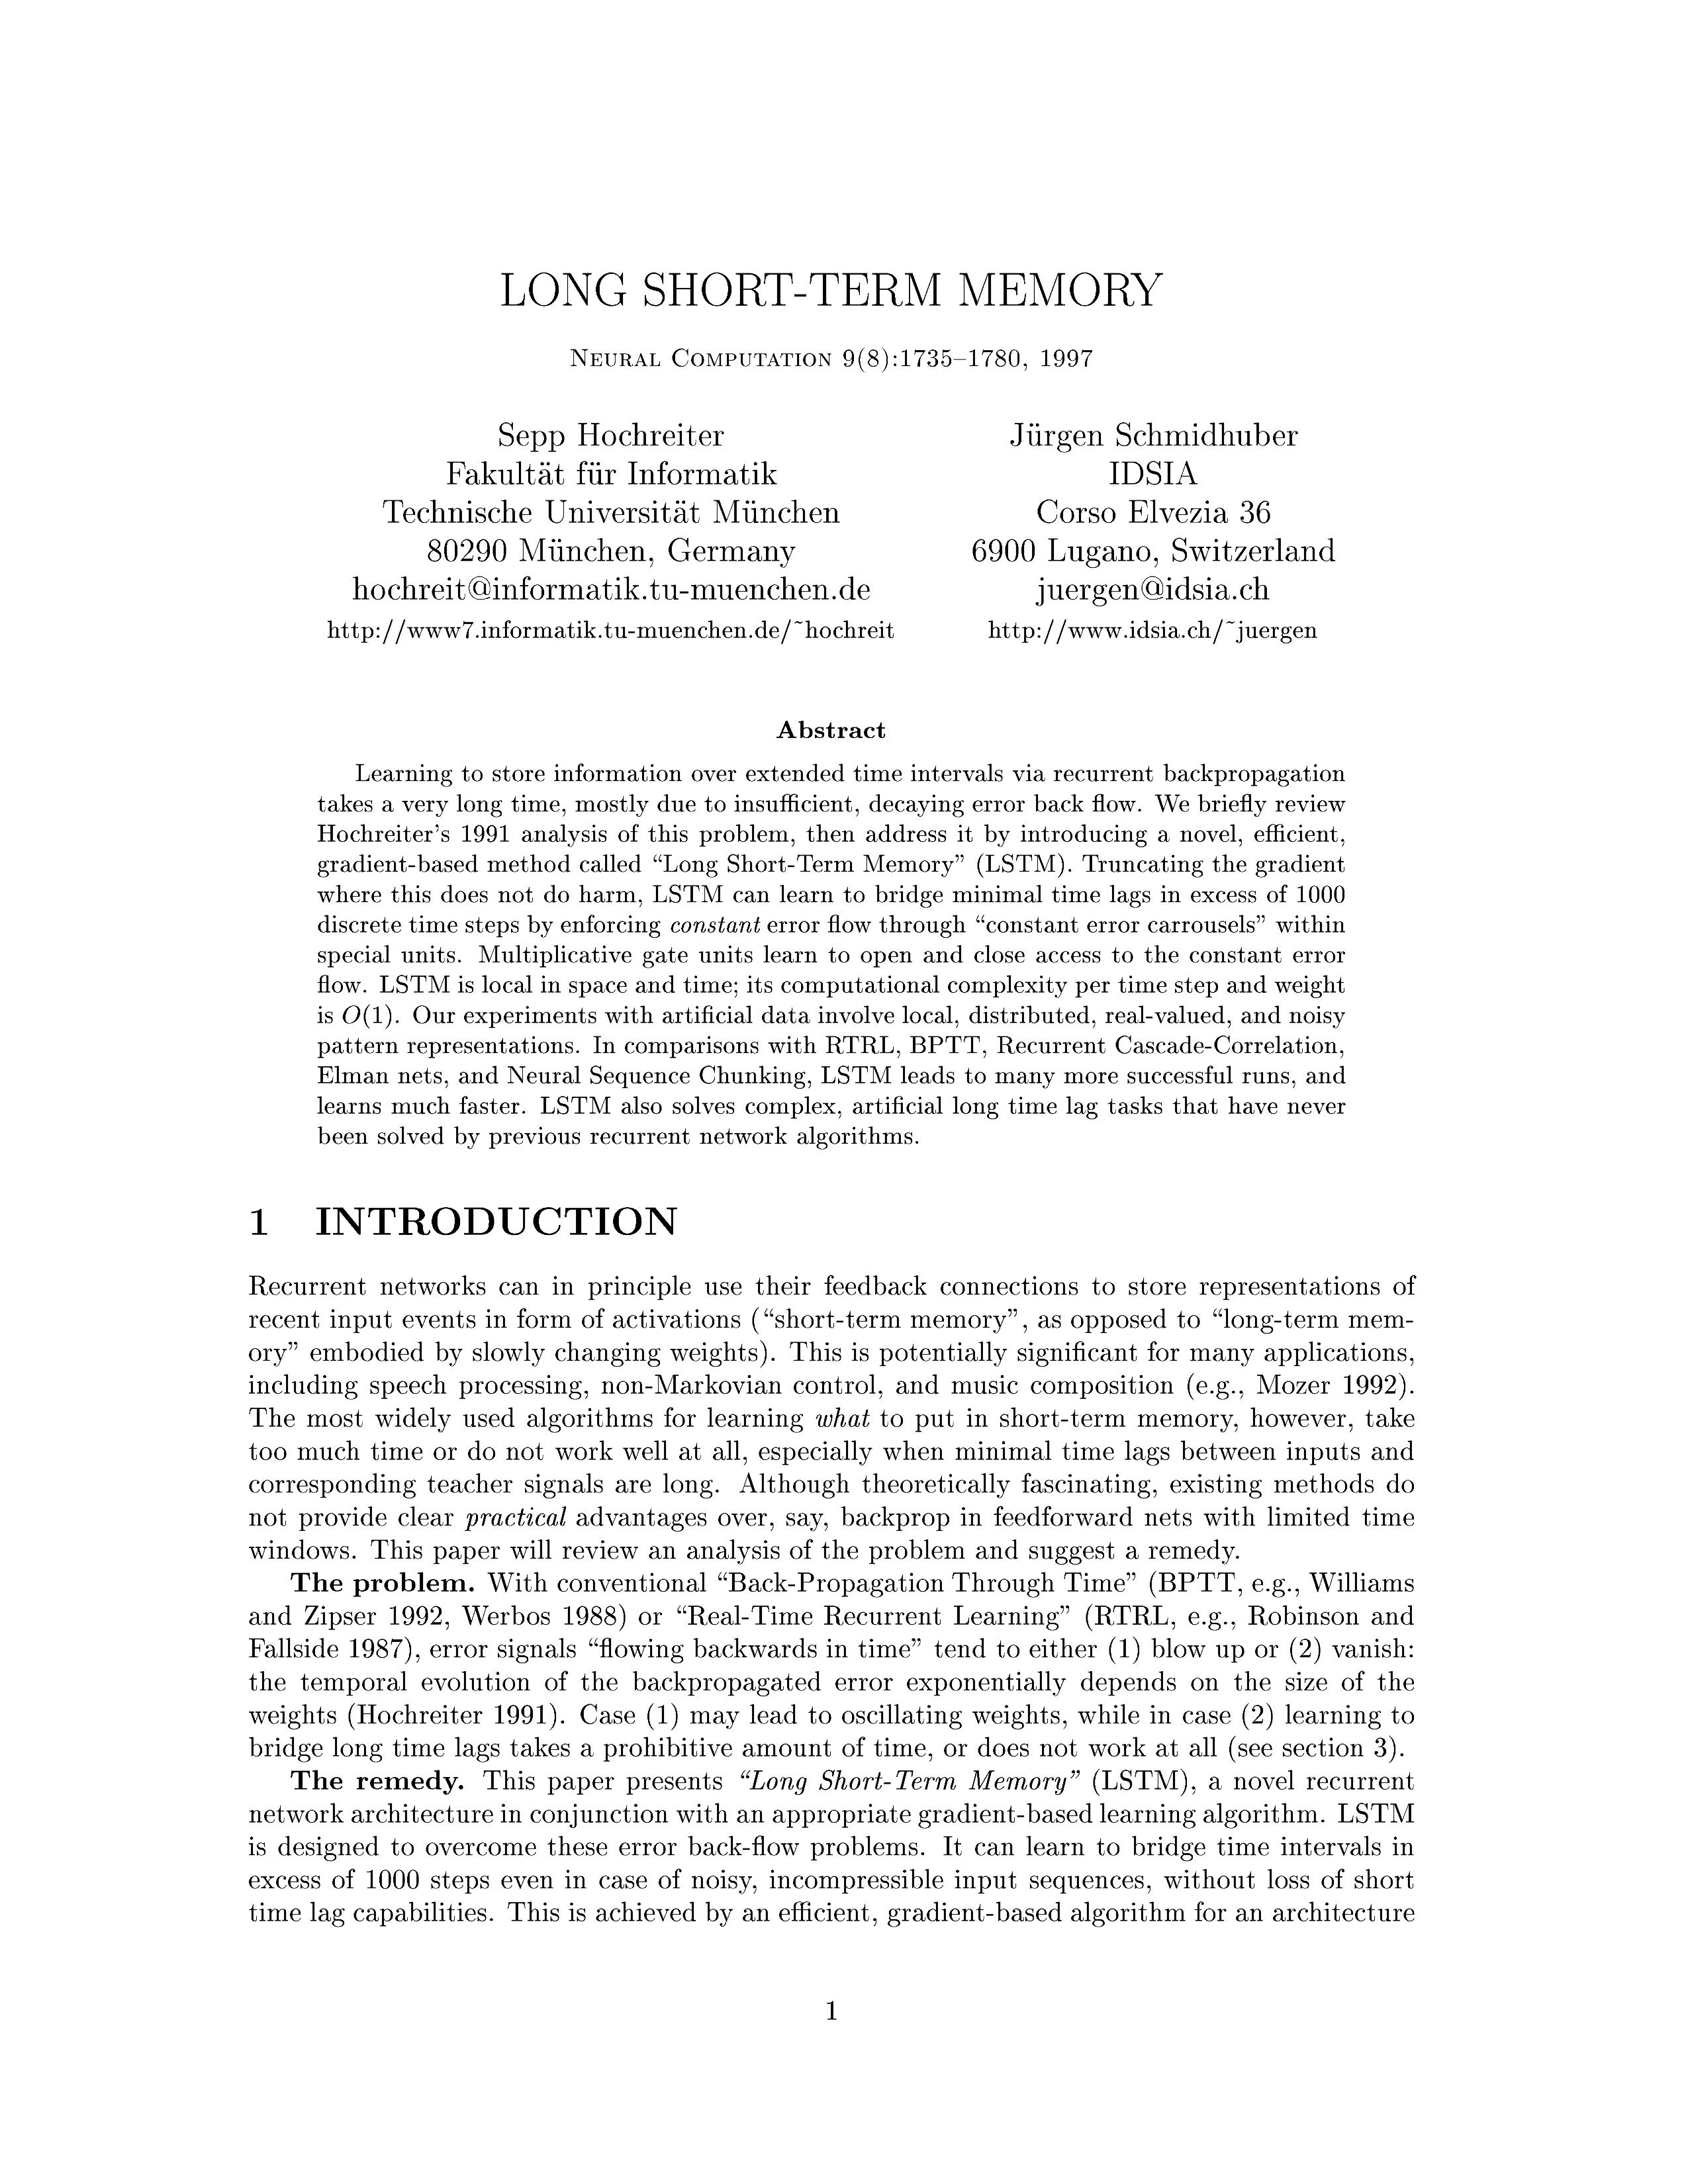 LONG SHORT-TERM MEMORY
Neural Computation 9(8):1735–1780, 1997
Sepp Hochreiter
Fakultät für Informatik
Technische Universität München
80290 München, Germany
hochreit@informatik.tu-muenchen.de
http://www7.informatik.tu-muenchen.de/~hochreit
Jürgen Schmidhuber
IDSIA
Corso Elvezia 36
6900 Lugano, Switzerland
juergen@idsia.ch
http://www.idsia.ch/~juergen
Abstract
Learning to store information over extended time intervals via recurrent backpropagation
takes a very long time, mostly due to insufficient, decaying error back flow. We briefly review
Hochreiter's 1991 analysis of this problem, then address it by introducing a novel, efficient,
gradient-based method called “Long Short-Term Memory” (LSTM). Truncating the gradient
where this does not do harm, LSTM can learn to bridge minimal time lags in excess of 1000
discrete time steps by enforcing constant error flow through “constant error carrousels” within
special units. Multiplicative gate units learn to open and close access to the constant error
flow. LSTM is local in space and time; its computational complexity per time step and weight
is O(1). Our experiments with artificial data involve local, distributed, real-valued, and noisy
pattern representations. In comparisons with RTRL, BPTT, Recurrent Cascade-Correlation,
Elman nets, and Neural Sequence Chunking, LSTM leads to many more successful runs, and
learns much faster. LSTM also solves complex, artificial long time lag tasks that have never
been solved by previous recurrent network algorithms.
1 INTRODUCTION
Recurrent networks can in principle use their feedback connections to store representations of
recent input events in form of activations (“short-term memory”, as opposed to “long-term mem-
ory” embodied by slowly changing weights). This is potentially significant for many applications,
including speech processing, non-Markovian control, and music composition (e.g., Mozer 1992).
The most widely used algorithms for learning what to put in short-term memory, however, take
too much time or do not work well at all, especially when minimal time lags between inputs and
corresponding teacher signals are long. Although theoretically fascinating, existing methods do
not provide clear practical advantages over, say, backprop in feedforward nets with limited time
windows. This paper will review an analysis of the problem and suggest a remedy.
The problem. With conventional “Back-Propagation Through Time” (BPTT, e.g., Williams
and Zipser 1992, Werbos 1988) or “Real-Time Recurrent Learning” (RTRL, e.g., Robinson and
Fallside 1987), error signals “flowing backwards in time” tend to either (1) blow up or (2) vanish:
the temporal evolution of the backpropagated error exponentially depends on the size of the
weights (Hochreiter 1991). Case (1) may lead to oscillating weights, while in case (2) learning to
bridge long time lags takes a prohibitive amount of time, or does not work at all (see section 3).
The remedy. This paper presents “Long Short-Term Memory” (LSTM), a novel recurrent
network architecture in conjunction with an appropriate gradient-based learning algorithm. LSTM
is designed to overcome these error back-flow problems. It can learn to bridge time intervals in
excess of 1000 steps even in case of noisy, incompressible input sequences, without loss of short
time lag capabilities. This is achieved by an efficient, gradient-based algorithm for an architecture
1